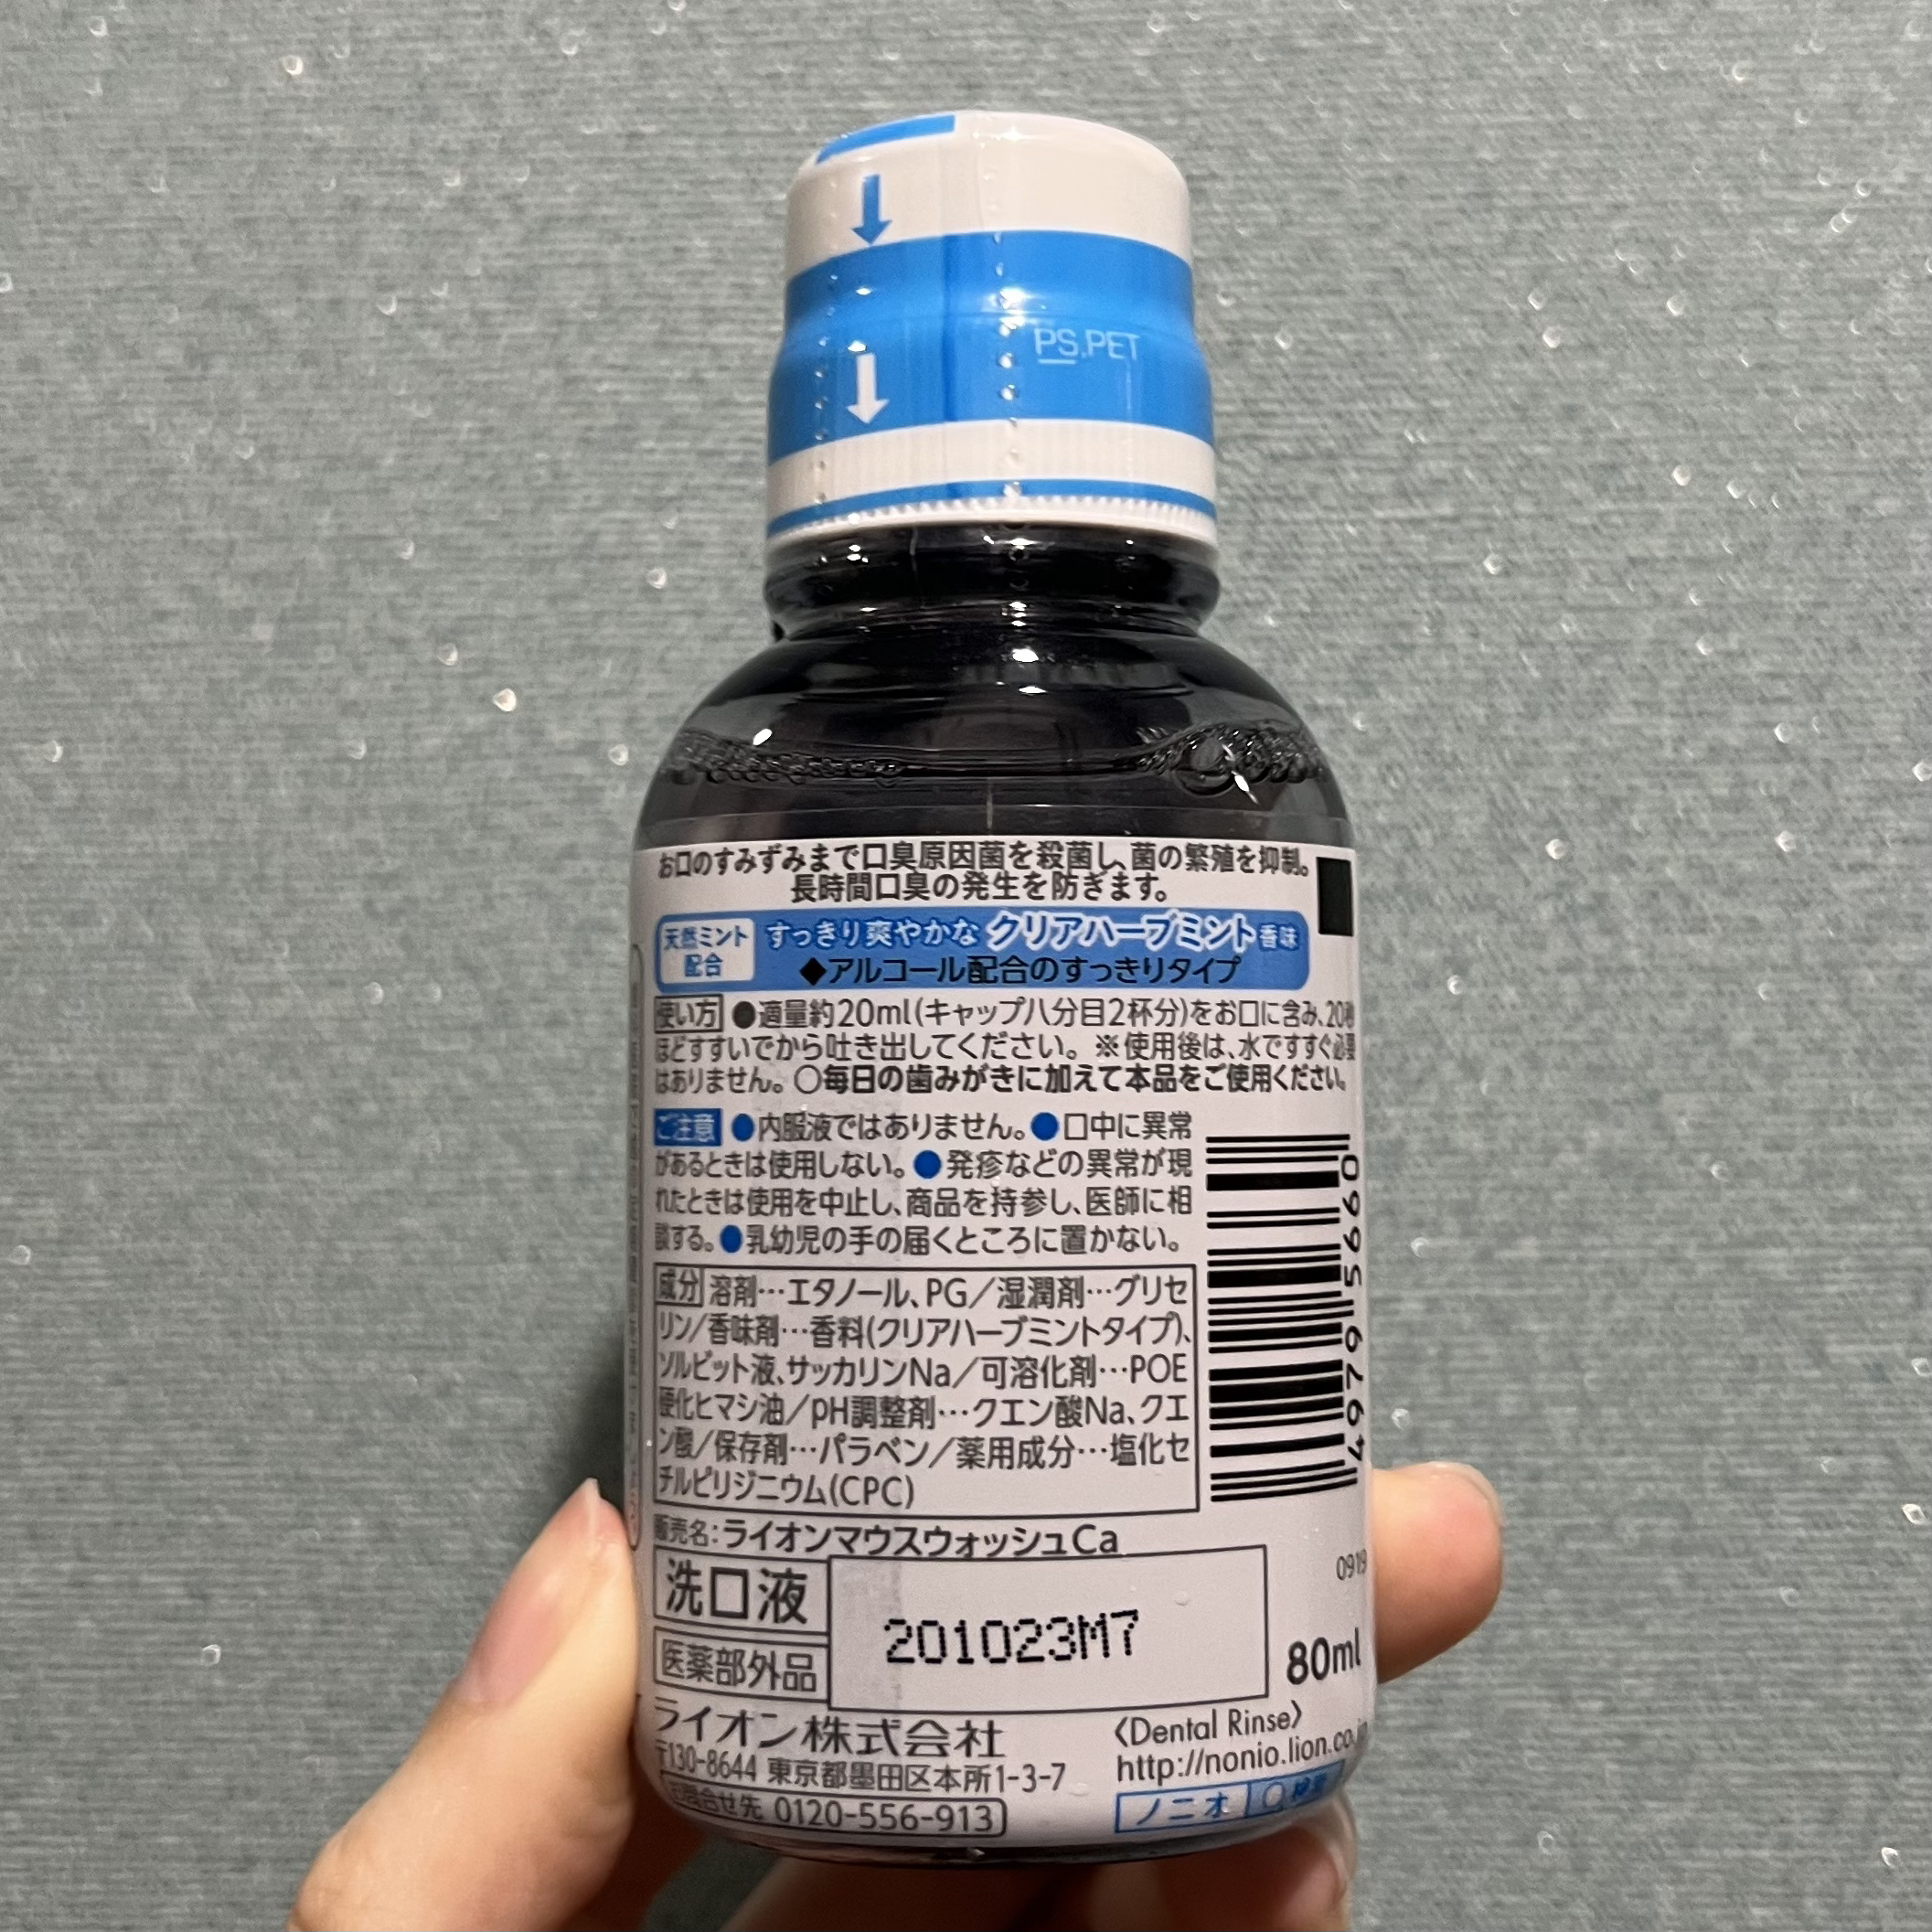 PS.PET
お口のすみずみまで口臭原因菌を殺菌し、菌の繁殖を抑制。
長時間口臭の発生を防ぎます。
天然ミント
配合
すっきり爽やかな クリアハーブミント香味
◆アルコール配合のすっきりタイプ
使い方 ●適量約20ml(キャップ八分目2杯分)をお口に含み、20秒
ほどすすいでから吐き出してください。※使用後は、水ですすぐ必要
はありません。○毎日の歯みがきに加えて本品をご使用ください。
ご注意 ●内服液ではありません。●口中に異常
があるときは使用しない。●発疹などの異常が現
れたときは使用を中止し、商品を持参し、医師に相
談する。●乳幼児の手の届くところに置かない。
成分 溶剤…エタノール、PG/湿潤剤…グリセ
リン/香味剤…香料(クリアハーブミントタイプ)、
ソルビット液、サッカリンNa/可溶化剤…POE
硬化ヒマシ油/pH調整剤…クエン酸Na、クエ
ン酸/保存剤…パラベン/薬用成分…塩化セ
チルピリジニウム(CPC)
4976 5660
販売名:ライオンマウスウォッシュCa
洗口液
医薬部外品
201023M7
0919
80ml
ライオン株式会社
〒130-8644 東京都墨田区本所1-3-7
お問合せ先 0120-556-913
〈Dental Rinse〉
http://nonio.lion.co.jp
ノニオ 検索